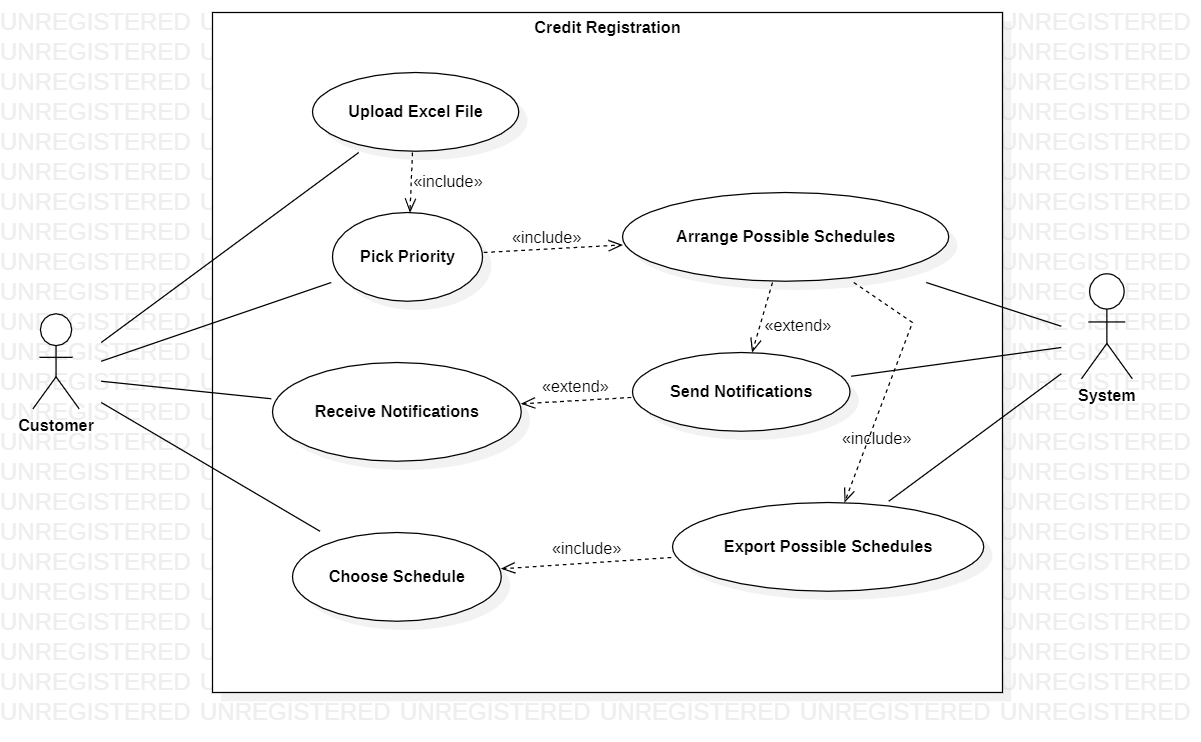 Credit Registration
Upload Excel File
«include»
Pick Priority
«include»
Arrange Possible Schedules
«extend»
Send Notifications
«extend»
Receive Notifications
«include»
Export Possible Schedules
«include»
Choose Schedule
Customer
System
UNREGISTERED UNREGISTERED UNREGISTERED UNREGISTERED UNREGISTERED UNREGISTERED